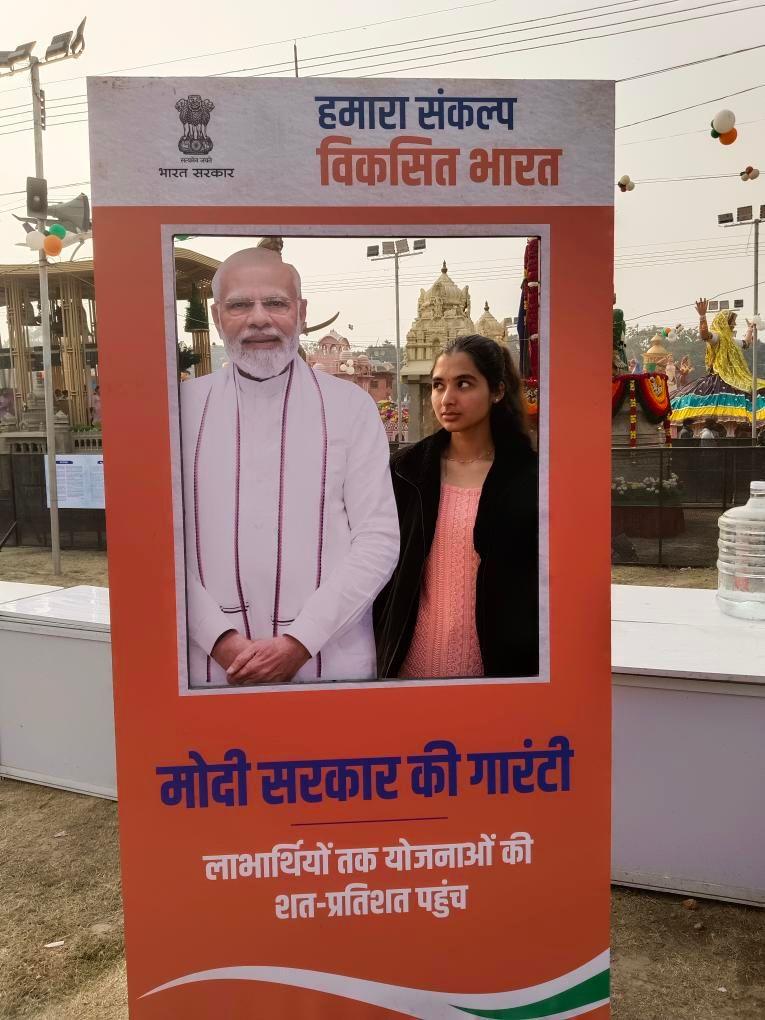 हमारा संकल्प
विकसित भारत
सत्यमेव जयते
भारत सरकार
मोदी सरकार की गारंटी
लाभार्थियों तक योजनाओं की
शत-प्रतिशत पहुंच